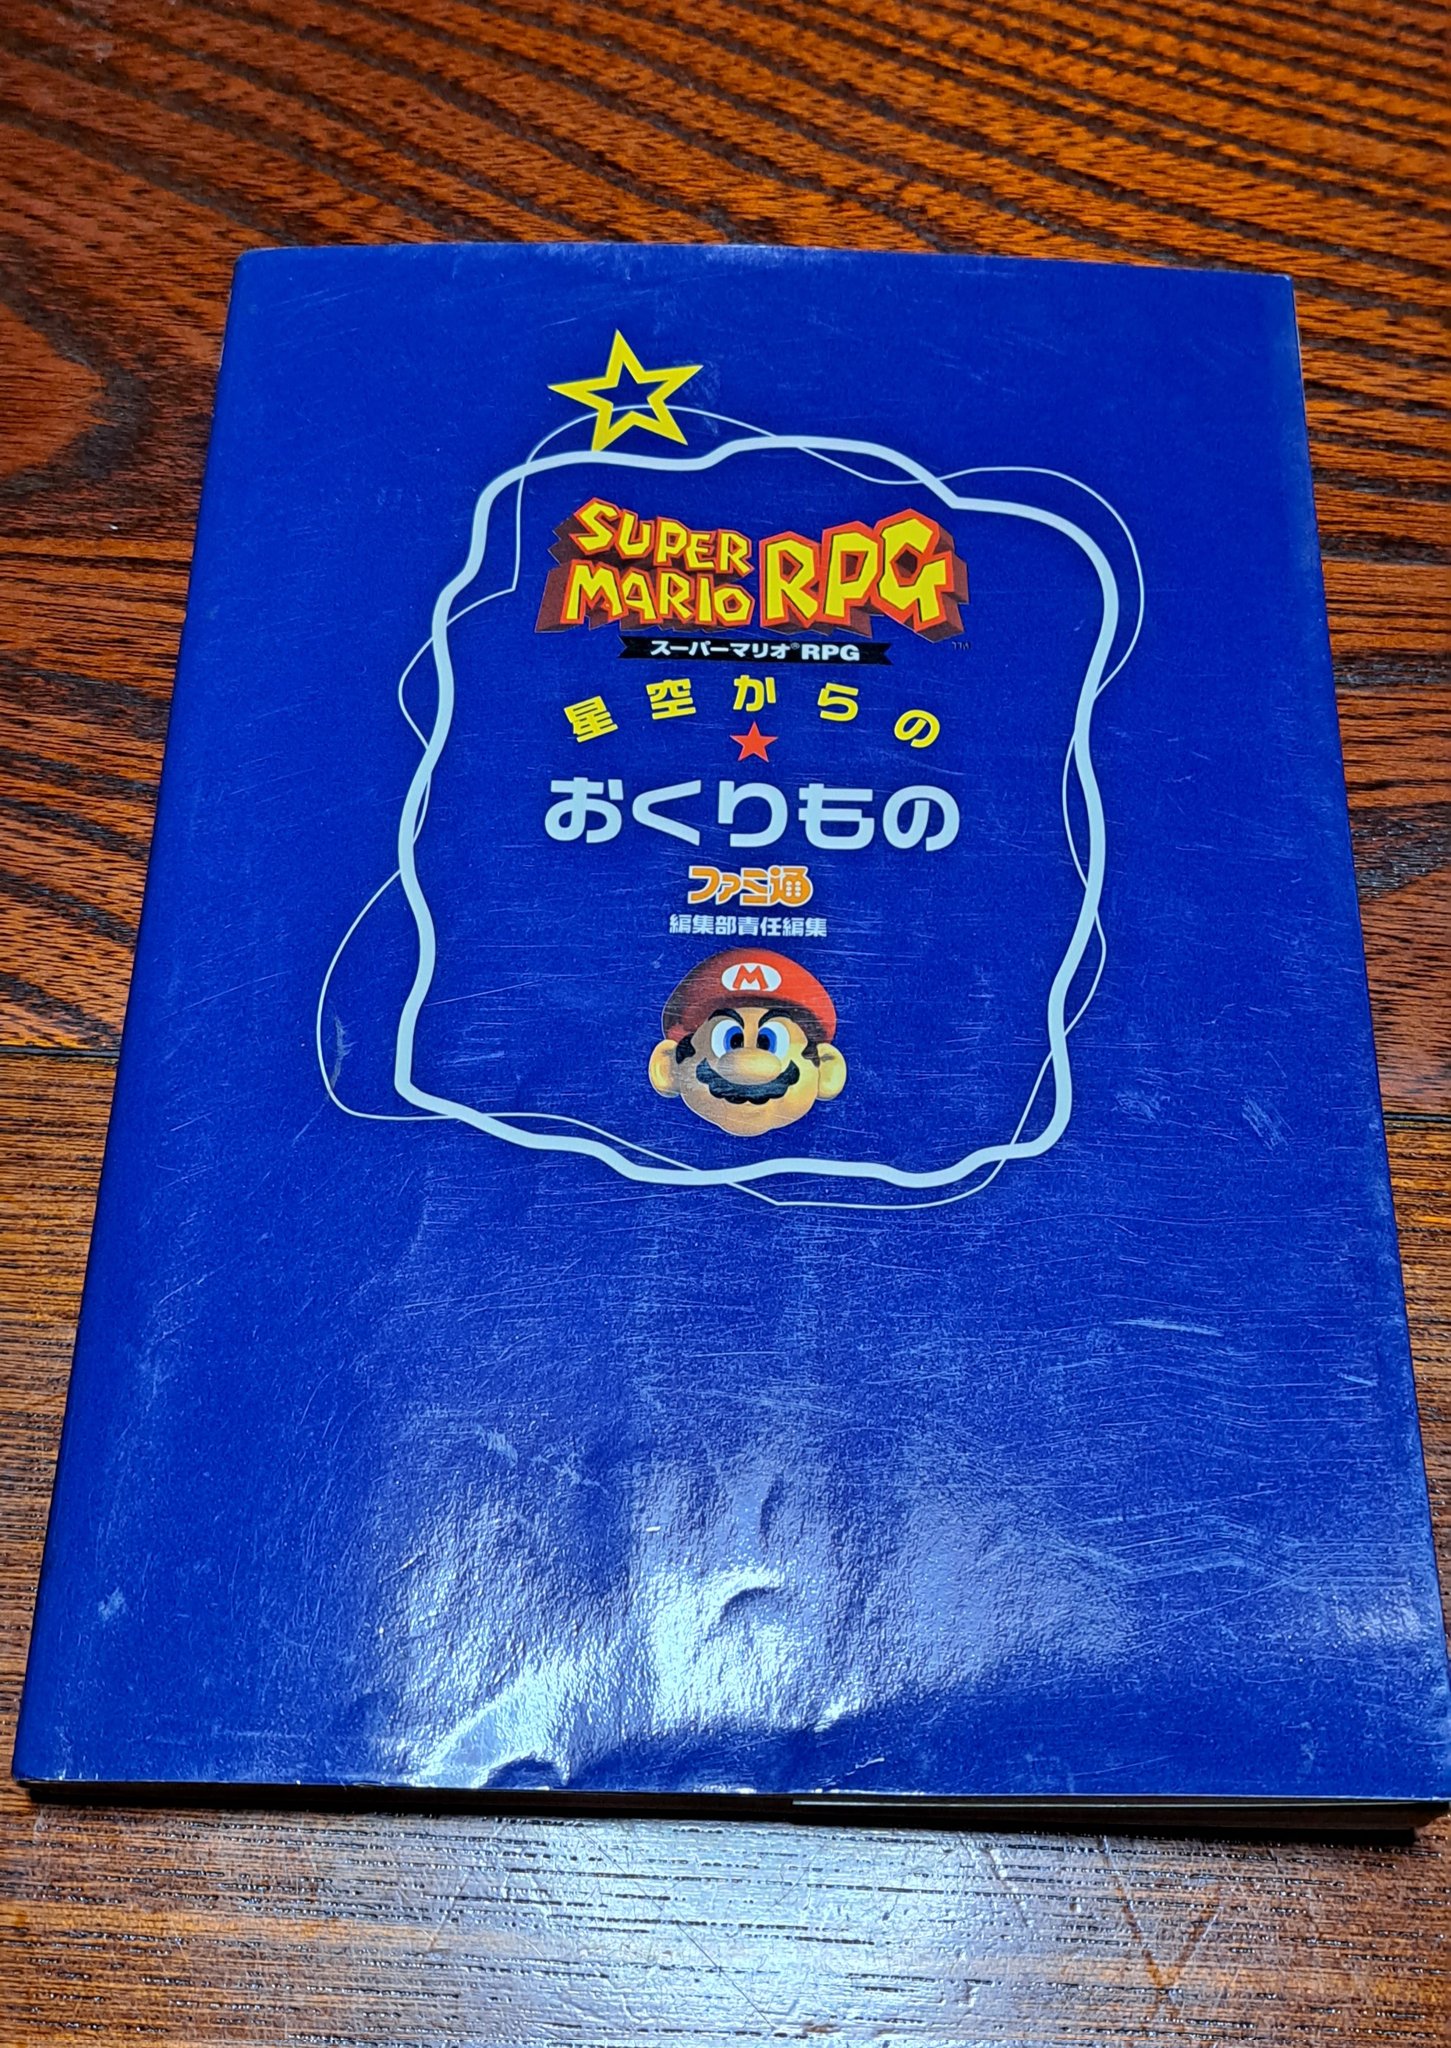 SUPER
MARIO RPG
TM
スーパーマリオ®RPG
星空からの
おくりもの
ファミ通
編集部責任編集
M